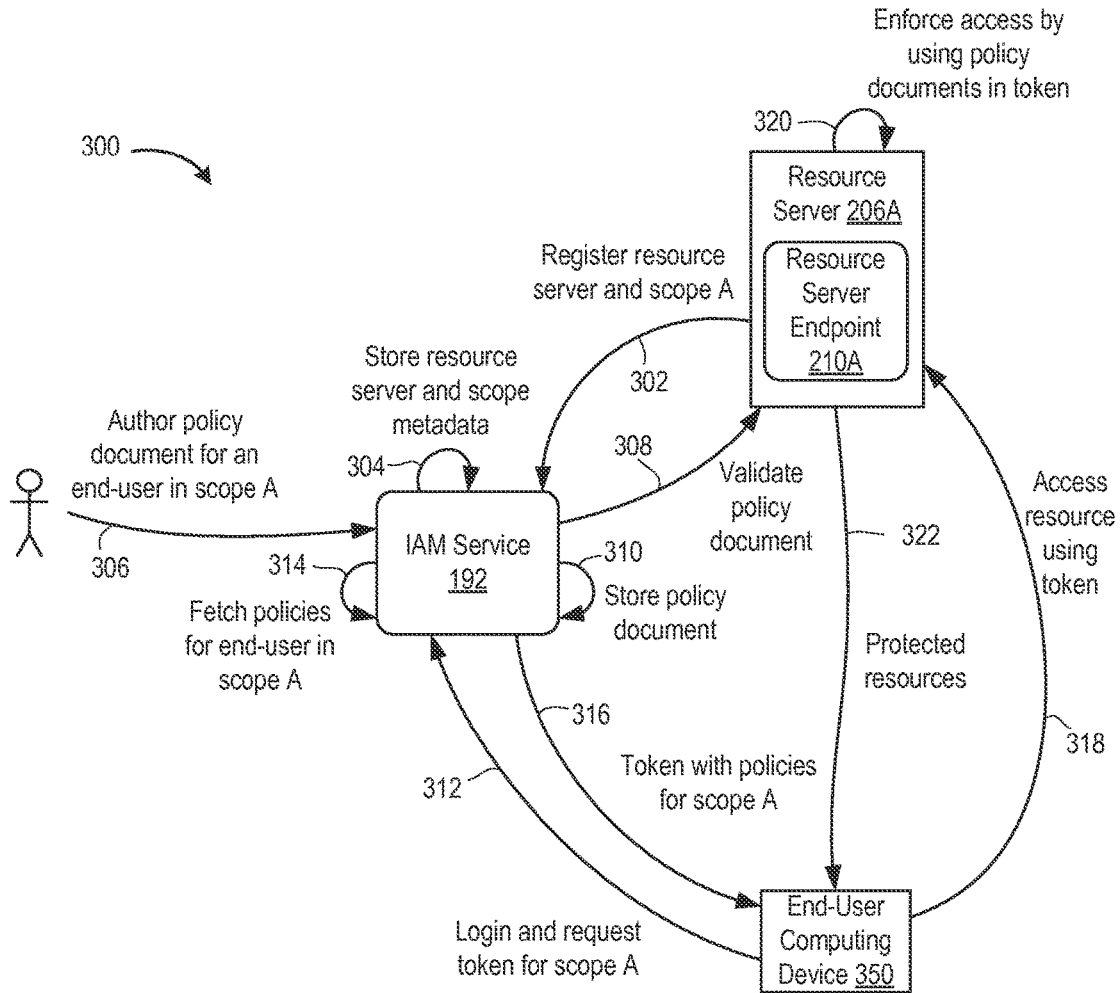 Enforce access by
using policy
documents in token
320
300
Resource
Server 206A
Resource
Server
Endpoint
210A
Register resource
server and scope A
302
Store resource
server and scope
metadata
304
308
Validate
policy
document
Author policy
document for an
end-user in scope A
306
IAM Service
192
314
310
Fetch policies
for end-user in
scope A
Store policy
document
322
Access
resource
using
token
Protected
resources
316
318
312
Token with policies
for scope A
Login and request
token for scope A
End-User
Computing
Device 350